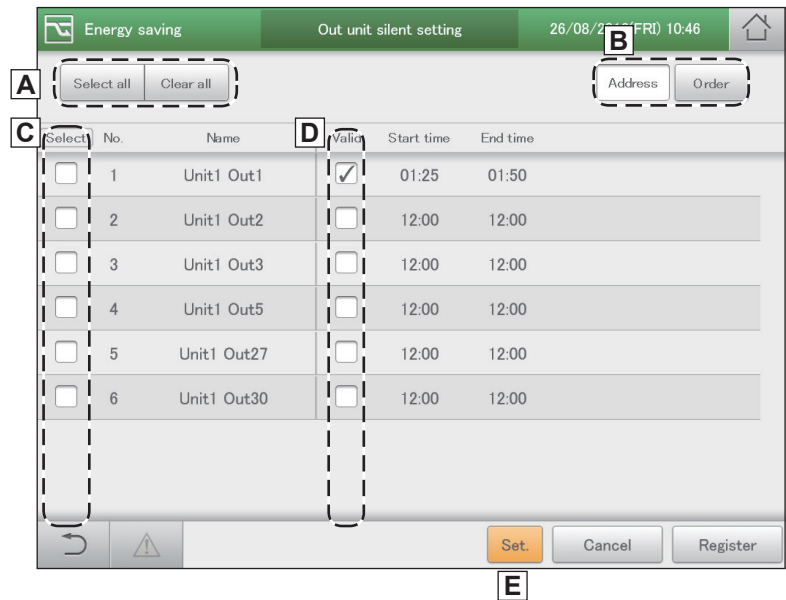 Energy saving Out unit silent setting 26/08/2016(FRI) 10:46
B
A Select all Clear all Address Order
C Select No. Name D Valid Start time End time
1 Unit1 Out1 01:25 01:50
2 Unit1 Out2 12:00 12:00
3 Unit1 Out3 12:00 12:00
4 Unit1 Out5 12:00 12:00
5 Unit1 Out27 12:00 12:00
6 Unit1 Out30 12:00 12:00
Set. Cancel Register
E